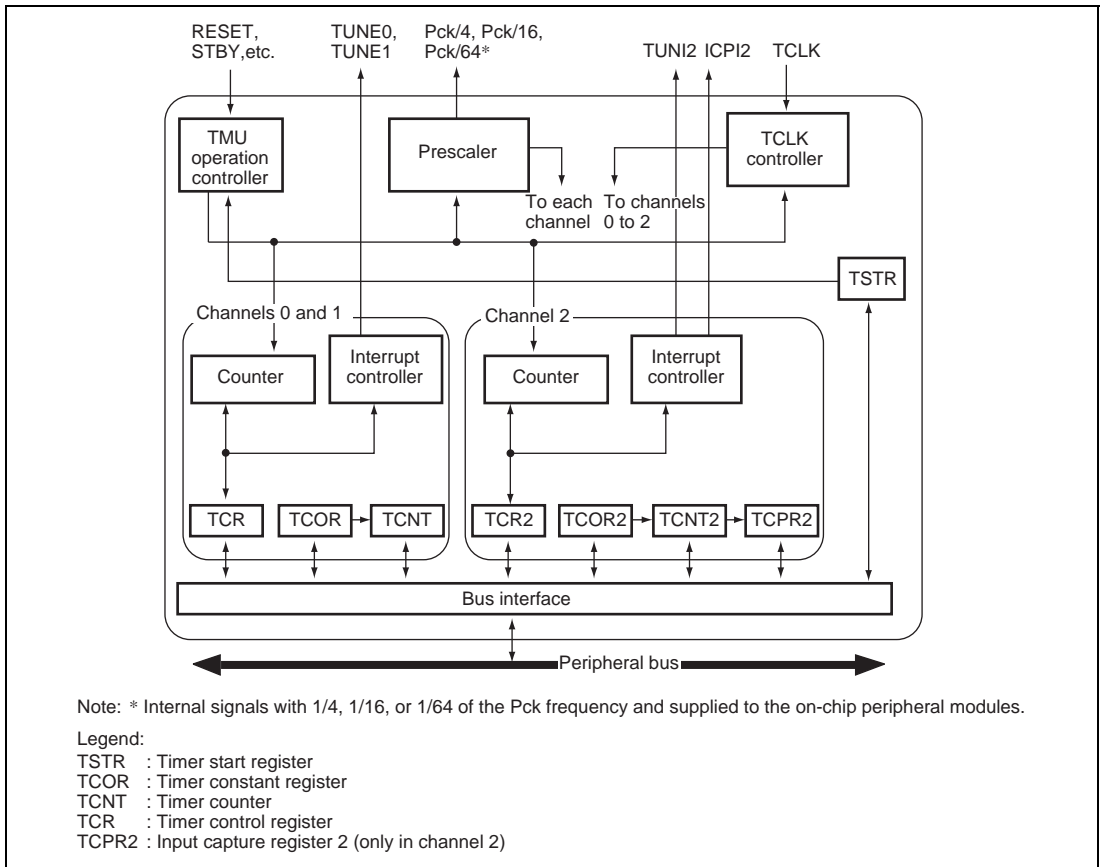 RESET,
STBY,etc.
TUNE0,
TUNE1
Pck/4, Pck/16,
Pck/64*
TUNI2 ICPI2
TCLK
TMU
operation
controller
Prescaler
TCLK
controller
To each
channel
To channels
0 to 2
TSTR
Channels 0 and 1
Channel 2
Counter
Interrupt
controller
Counter
Interrupt
controller
TCR
TCOR
TCNT
TCR2
TCOR2
TCNT2
TCPR2
Bus interface
Peripheral bus
Note: * Internal signals with 1/4, 1/16, or 1/64 of the Pck frequency and supplied to the on-chip peripheral modules.
Legend:
TSTR : Timer start register
TCOR : Timer constant register
TCNT : Timer counter
TCR : Timer control register
TCPR2 : Input capture register 2 (only in channel 2)